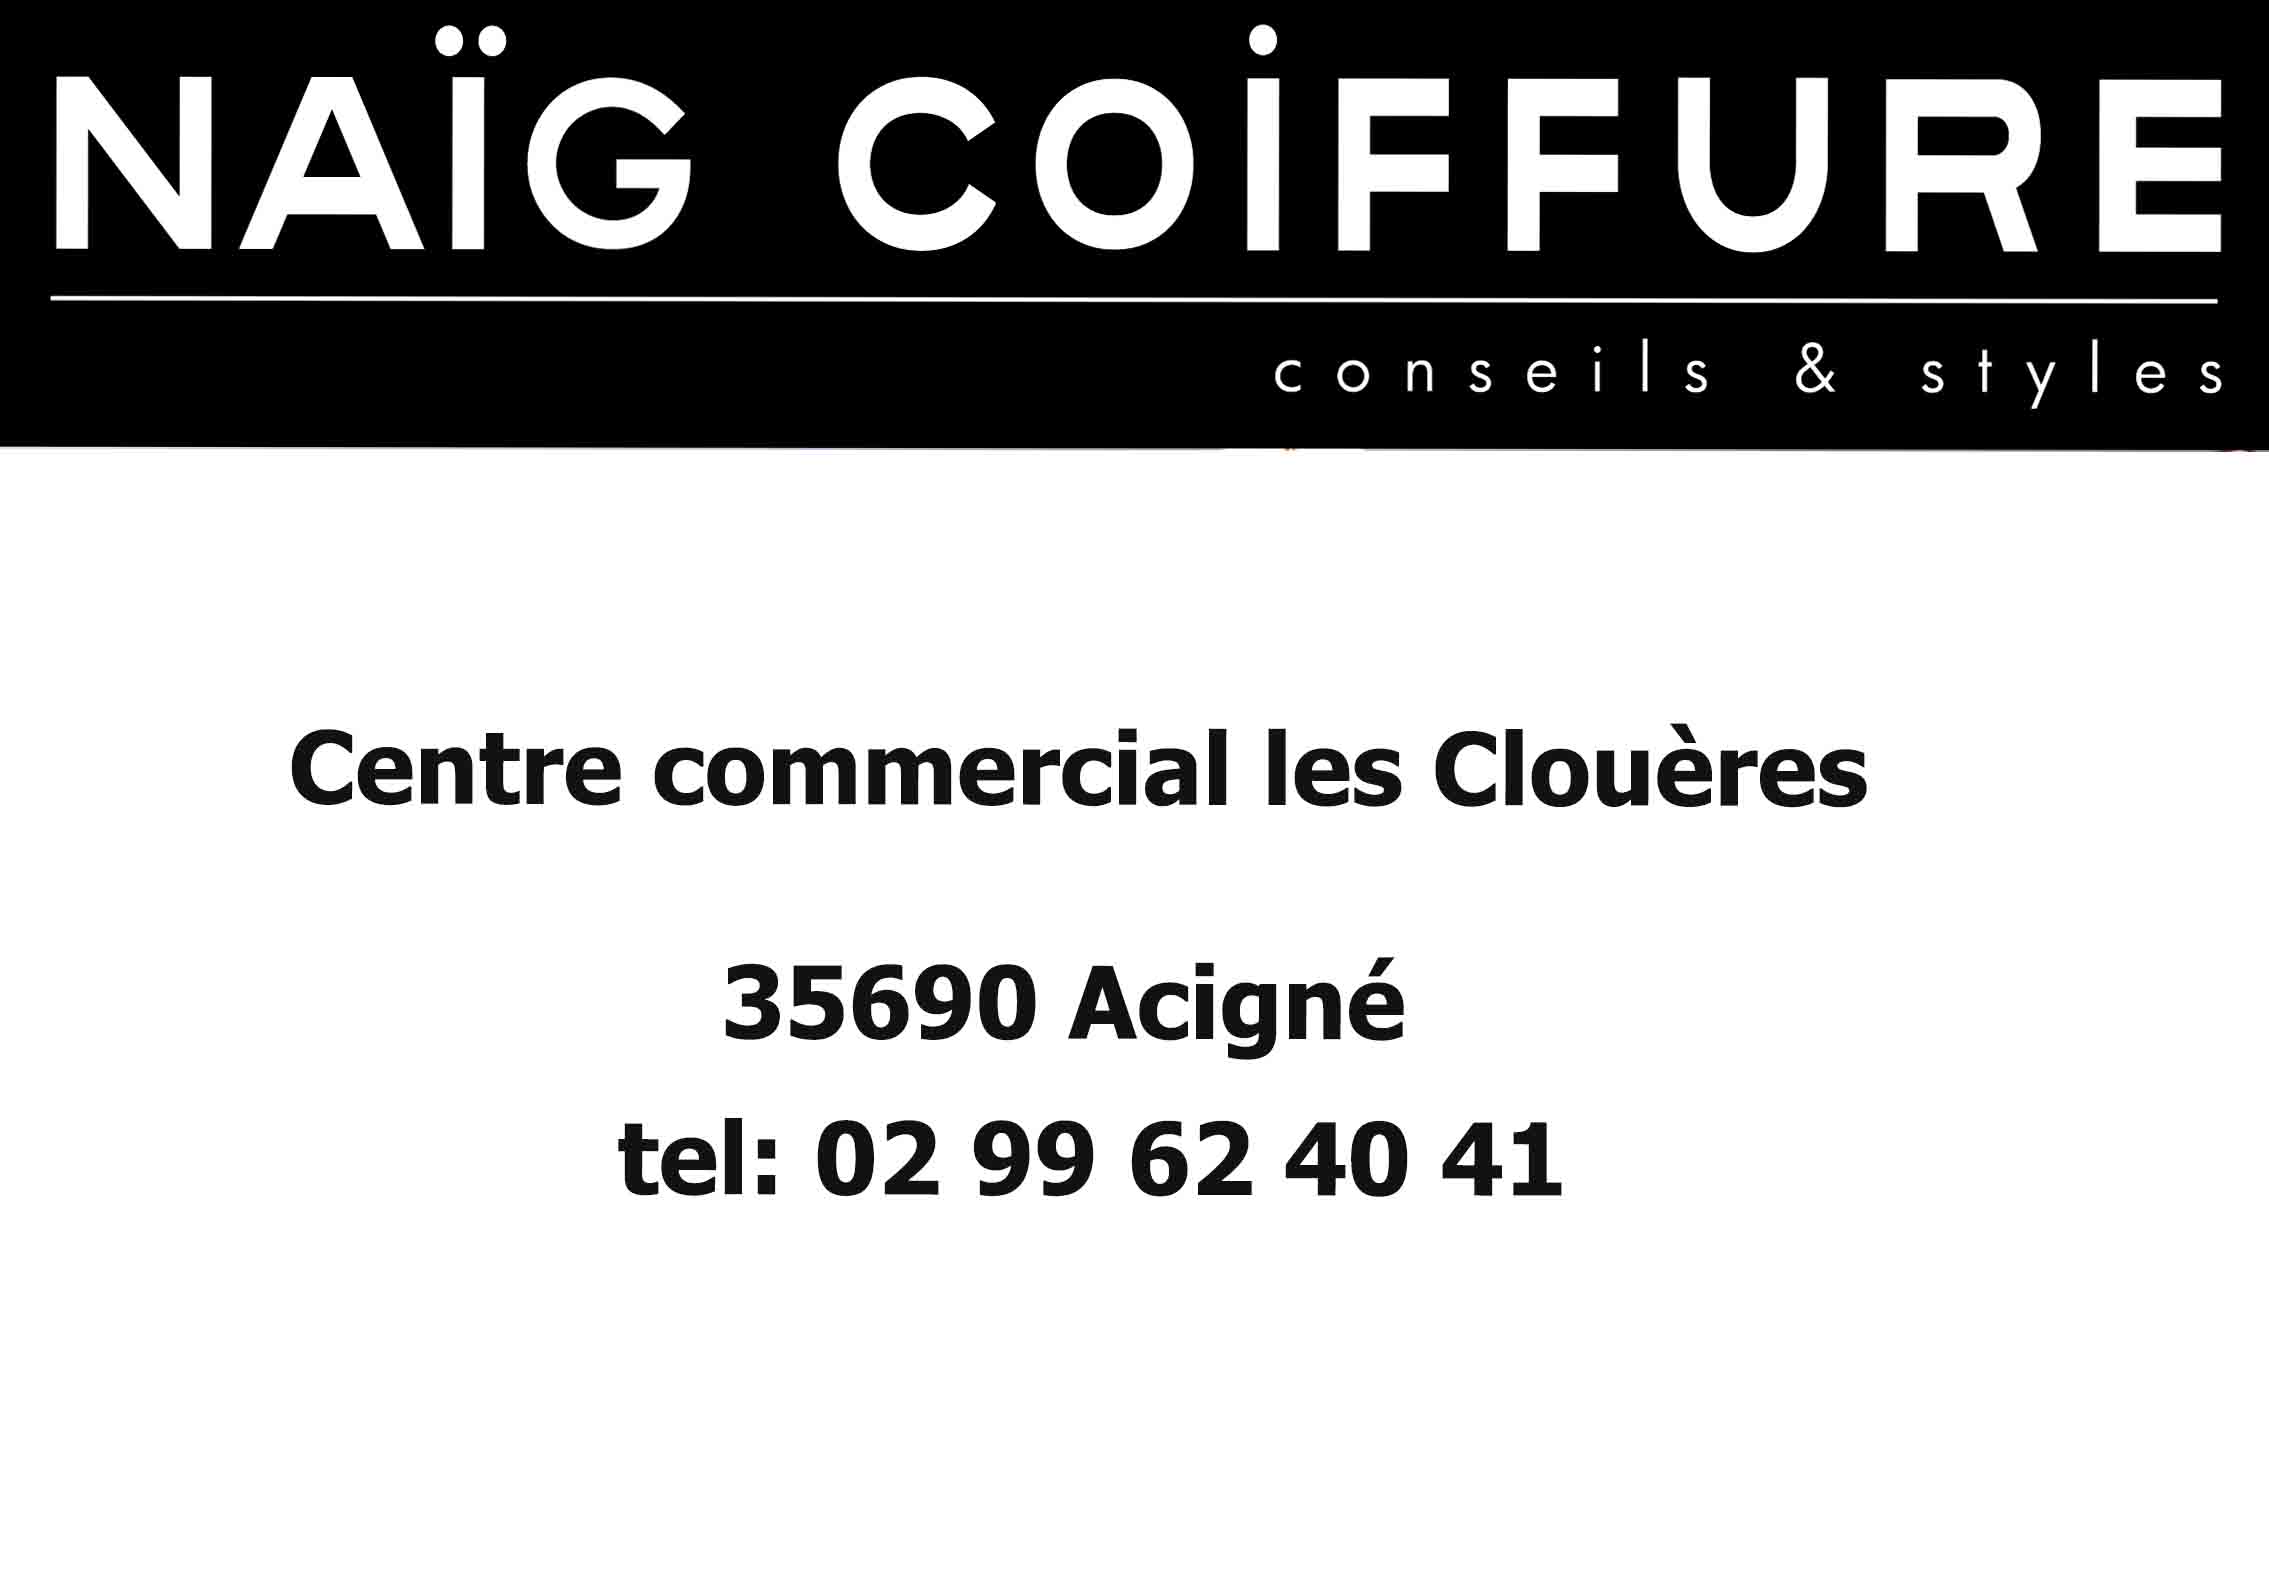 NAÏG COİFFURE
conseils & styles
Centre commercial les Clouères
35690 Acigné
tel: 02 99 62 40 41